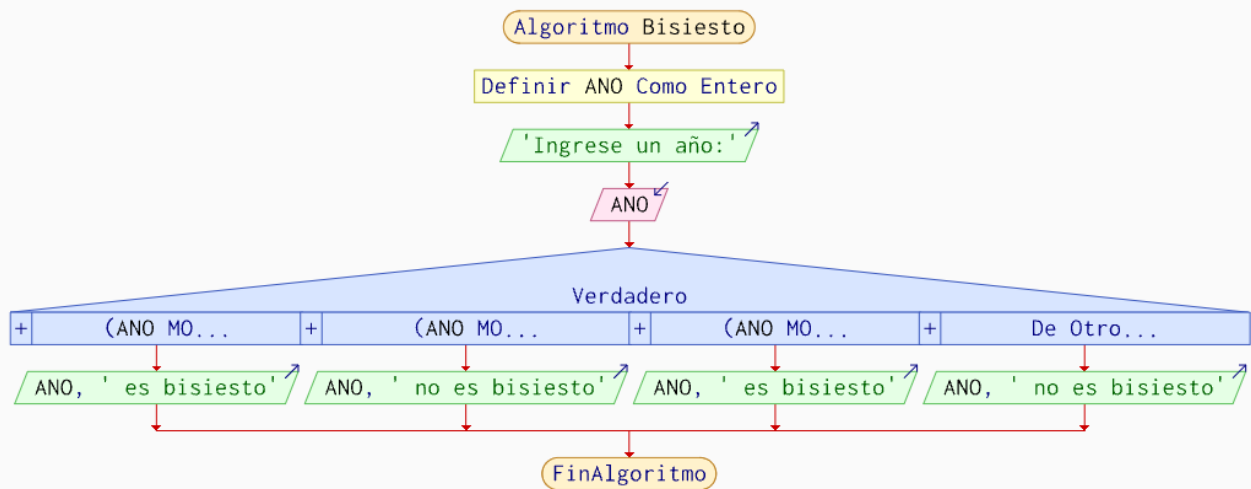 Algoritmo Bisiesto
Definir ANO Como Entero
'Ingrese un año:'
ANO
Verdadero
+ (ANO MO... + (ANO MO... + (ANO MO... + De Otro...
ANO, ' es bisiesto' ANO, ' no es bisiesto' ANO, ' es bisiesto' ANO, ' no es bisiesto'
FinAlgoritmo